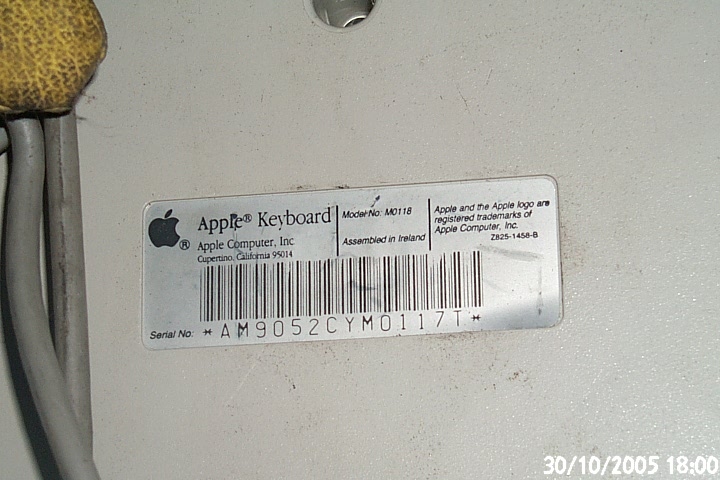 Apple® Keyboard
Apple Computer, Inc
Cupertino, California 95014
Model No: M0118
Assembled in Ireland
Apple and the Apple logo are
registered trademarks of
Apple Computer, Inc.
Z825-1458-B
®
Serial No: *AM9052CYM0117T*
30/10/2005 18:00